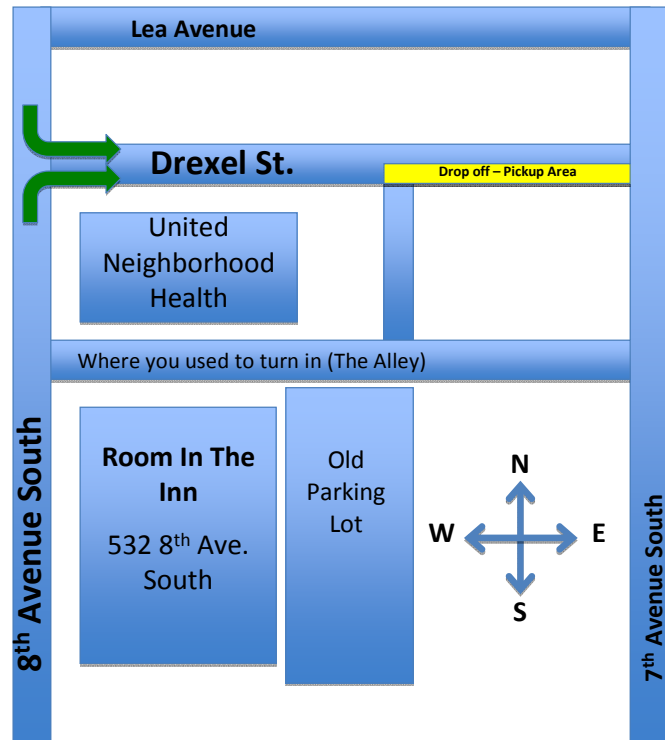 Lea Avenue
Drexel St.
Drop off – Pickup Area
United
Neighborhood
Health
Where you used to turn in (The Alley)
Room In The
Inn
532 8th Ave.
South
Old
Parking
Lot
N
W
E
S
8th Avenue South
7th Avenue South